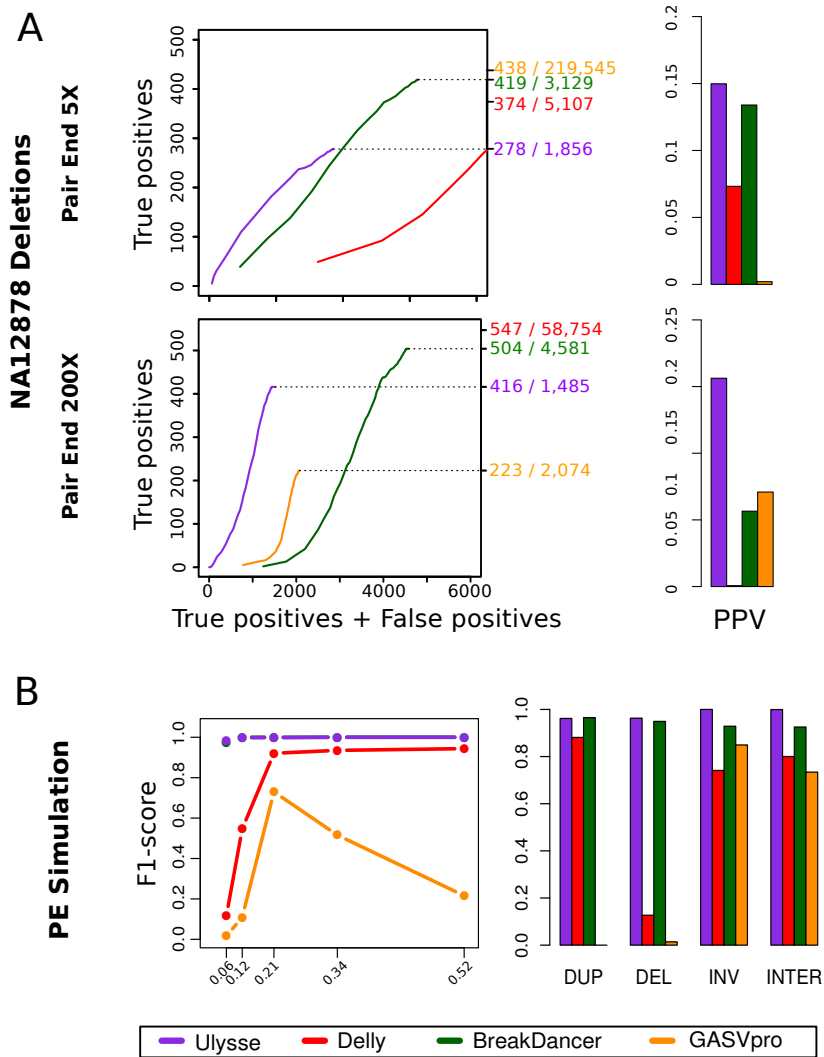 A
NA12878 Deletions
Pair End 5X
True positives
500
400
300
200
100
0
438 / 219,545
419 / 3,129
374 / 5,107
278 / 1,856
0.2
0.15
0.1
0.05
0
Pair End 200X
True positives
500
400
300
200
100
0
547 / 58,754
504 / 4,581
416 / 1,485
223 / 2,074
0 2000 4000 6000
True positives + False positives
0.25
0.2
0.15
0.1
0.05
0
PPV
B
PE Simulation
F1-score
1.0
0.8
0.6
0.4
0.2
0.0
0.06 0.12 0.21 0.34 0.52
1.0
0.8
0.6
0.4
0.2
0.0
DUP DEL INV INTER
Ulysse Delly BreakDancer GASVpro